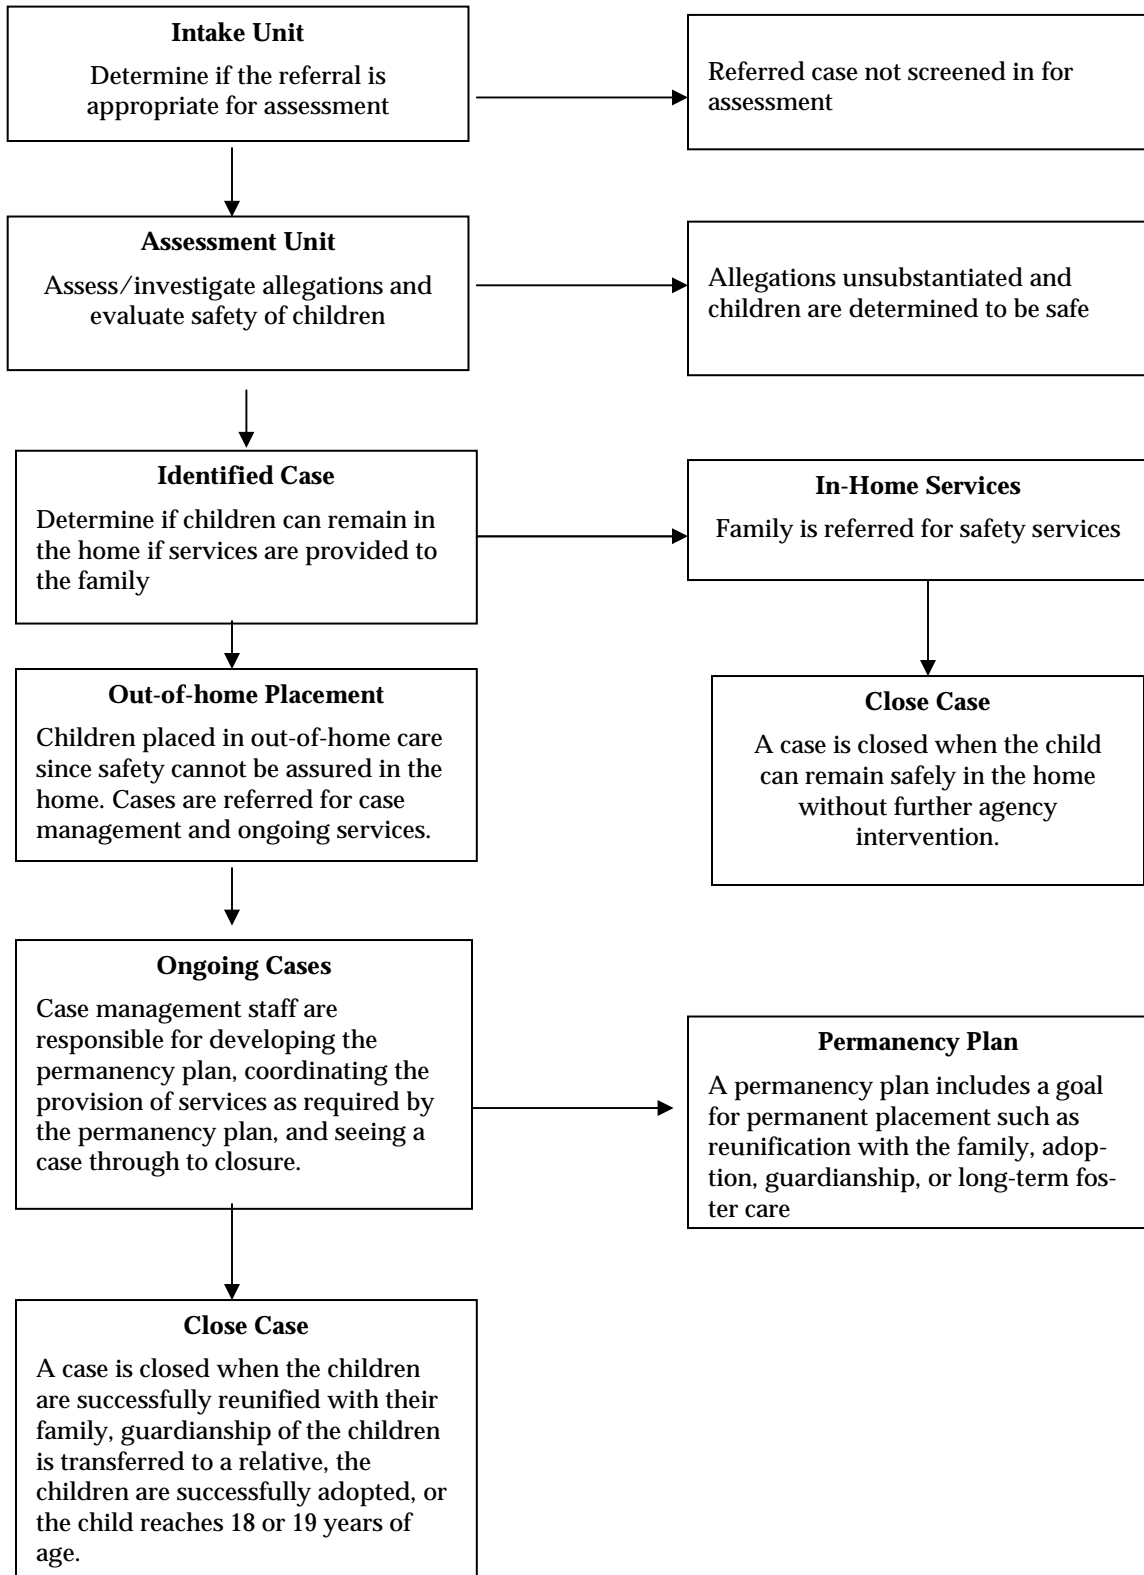 Intake Unit
Determine if the referral is
appropriate for assessment
Referred case not screened in for
assessment
Assessment Unit
Assess/investigate allegations and
evaluate safety of children
Allegations unsubstantiated and
children are determined to be safe
Identified Case
Determine if children can remain in
the home if services are provided to
the family
In-Home Services
Family is referred for safety services
Out-of-home Placement
Children placed in out-of-home care
since safety cannot be assured in the
home. Cases are referred for case
management and ongoing services.
Close Case
A case is closed when the child
can remain safely in the home
without further agency
intervention.
Ongoing Cases
Case management staff are
responsible for developing the
permanency plan, coordinating the
provision of services as required by
the permanency plan, and seeing a
case through to closure.
Permanency Plan
A permanency plan includes a goal
for permanent placement such as
reunification with the family, adop-
tion, guardianship, or long-term fos-
ter care
Close Case
A case is closed when the children
are successfully reunified with their
family, guardianship of the children
is transferred to a relative, the
children are successfully adopted, or
the child reaches 18 or 19 years of
age.